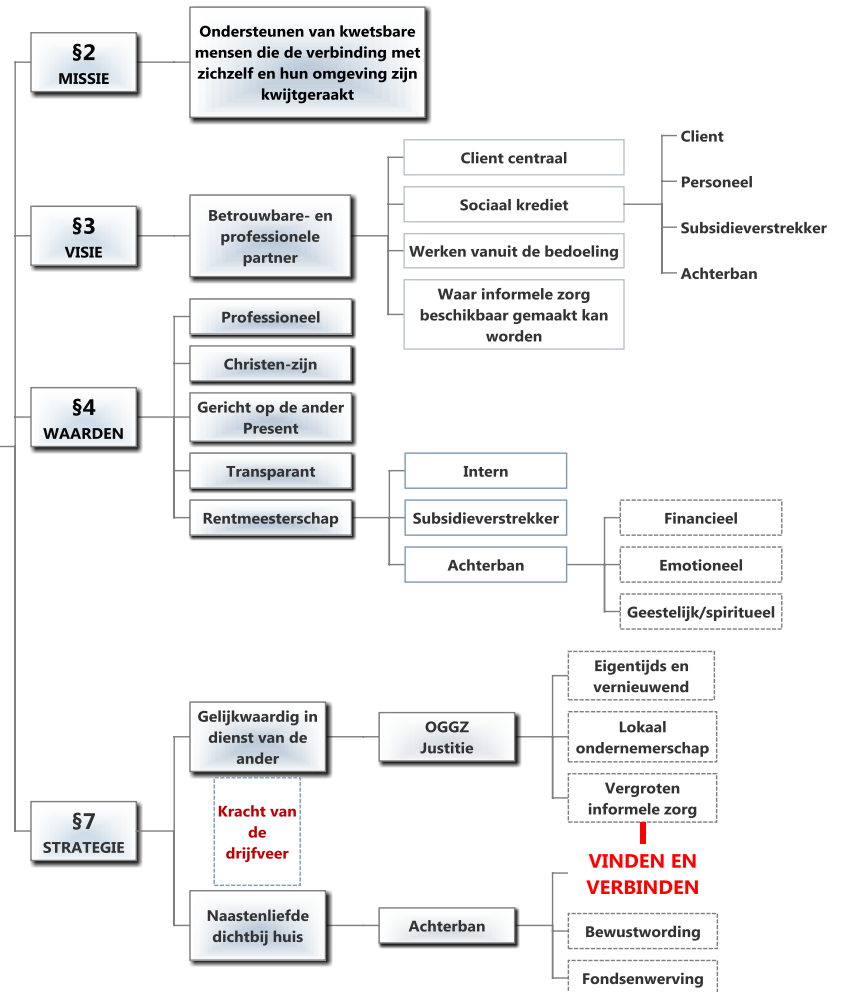 §2
MISSIE
Ondersteunen van kwetsbare
mensen die de verbinding met
zichzelf en hun omgeving zijn
kwijtgeraakt
§3
VISIE
Betrouwbare- en
professionele
partner
Client centraal
Sociaal krediet
Werken vanuit de bedoeling
Waar informele zorg
beschikbaar gemaakt kan
worden
Client
Personeel
Subsidieverstrekker
Achterban
§4
WAARDEN
Professioneel
Christen-zijn
Gericht op de ander
Present
Transparant
Rentmeesterschap
Intern
Subsidieverstrekker
Achterban
Financieel
Emotioneel
Geestelijk/spiritueel
§7
STRATEGIE
Gelijkwaardig in
dienst van de
ander
OGGZ
Justitie
Eigentijds en
vernieuwend
Lokaal
ondernemerschap
Vergroten
informele zorg
Kracht van
de
drijfveer
VINDEN EN
VERBINDEN
Naastenliefde
dichtbij huis
Achterban
Bewustwording
Fondsenwerving